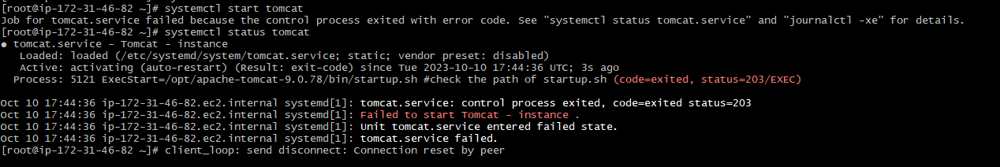 [root@ip-172-31-46-82 ~]# systemctl start tomcat
Job for tomcat.service failed because the control process exited with error code. See "systemctl status tomcat.service" and "journalctl -xe" for details.
[root@ip-172-31-46-82 ~]# systemctl status tomcat
● tomcat.service - Tomcat - instance
Loaded: loaded (/etc/systemd/system/tomcat.service; static; vendor preset: disabled)
Active: activating (auto-restart) (Result: exit-code) since Tue 2023-10-10 17:44:36 UTC; 3s ago
Process: 5121 ExecStart=/opt/apache-tomcat-9.0.78/bin/startup.sh #check the path of startup.sh (code=exited, status=203/EXEC)
Oct 10 17:44:36 ip-172-31-46-82.ec2.internal systemd[1]: tomcat.service: control process exited, code=exited status=203
Oct 10 17:44:36 ip-172-31-46-82.ec2.internal systemd[1]: Failed to start Tomcat - instance .
Oct 10 17:44:36 ip-172-31-46-82.ec2.internal systemd[1]: Unit tomcat.service entered failed state.
Oct 10 17:44:36 ip-172-31-46-82.ec2.internal systemd[1]: tomcat.service failed.
[root@ip-172-31-46-82 ~]# client_loop: send disconnect: Connection reset by peer